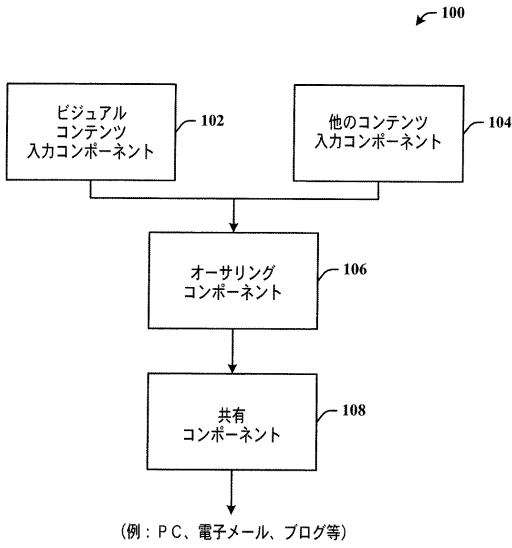 100
ビジュアル
コンテンツ
入力コンポーネント
102
他のコンテンツ
入力コンポーネント
104
オーサリング
コンポーネント
106
共有
コンポーネント
108
(例：ＰＣ、電子メール、ブログ等)